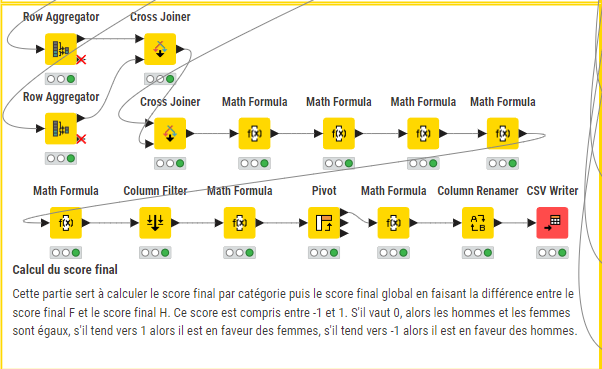 Row Aggregator Cross Joiner
Row Aggregator
Cross Joiner Math Formula Math Formula Math Formula Math Formula
f(x) f(x) f(x) f(x)
Math Formula Column Filter Math Formula Pivot Math Formula Column Renamer CSV Writer
f(x) f(x) f(x) A B
Calcul du score final
Cette partie sert à calculer le score final par catégorie puis le score final global en faisant la différence entre le
score final F et le score final H. Ce score est compris entre -1 et 1. S'il vaut 0, alors les hommes et les femmes
sont égaux, s'il tend vers 1 alors il est en faveur des femmes, s'il tend vers -1 alors il est en faveur des hommes.